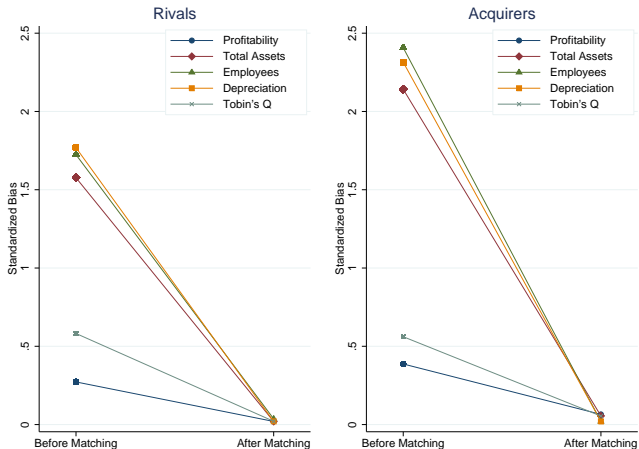 Rivals
Standardized Bias
0
.5
1
1.5
2
2.5
Before Matching
After Matching
Profitability
Total Assets
Employees
Depreciation
Tobin's Q
Acquirers
Standardized Bias
0
.5
1
1.5
2
2.5
Before Matching
After Matching
Profitability
Total Assets
Employees
Depreciation
Tobin's Q